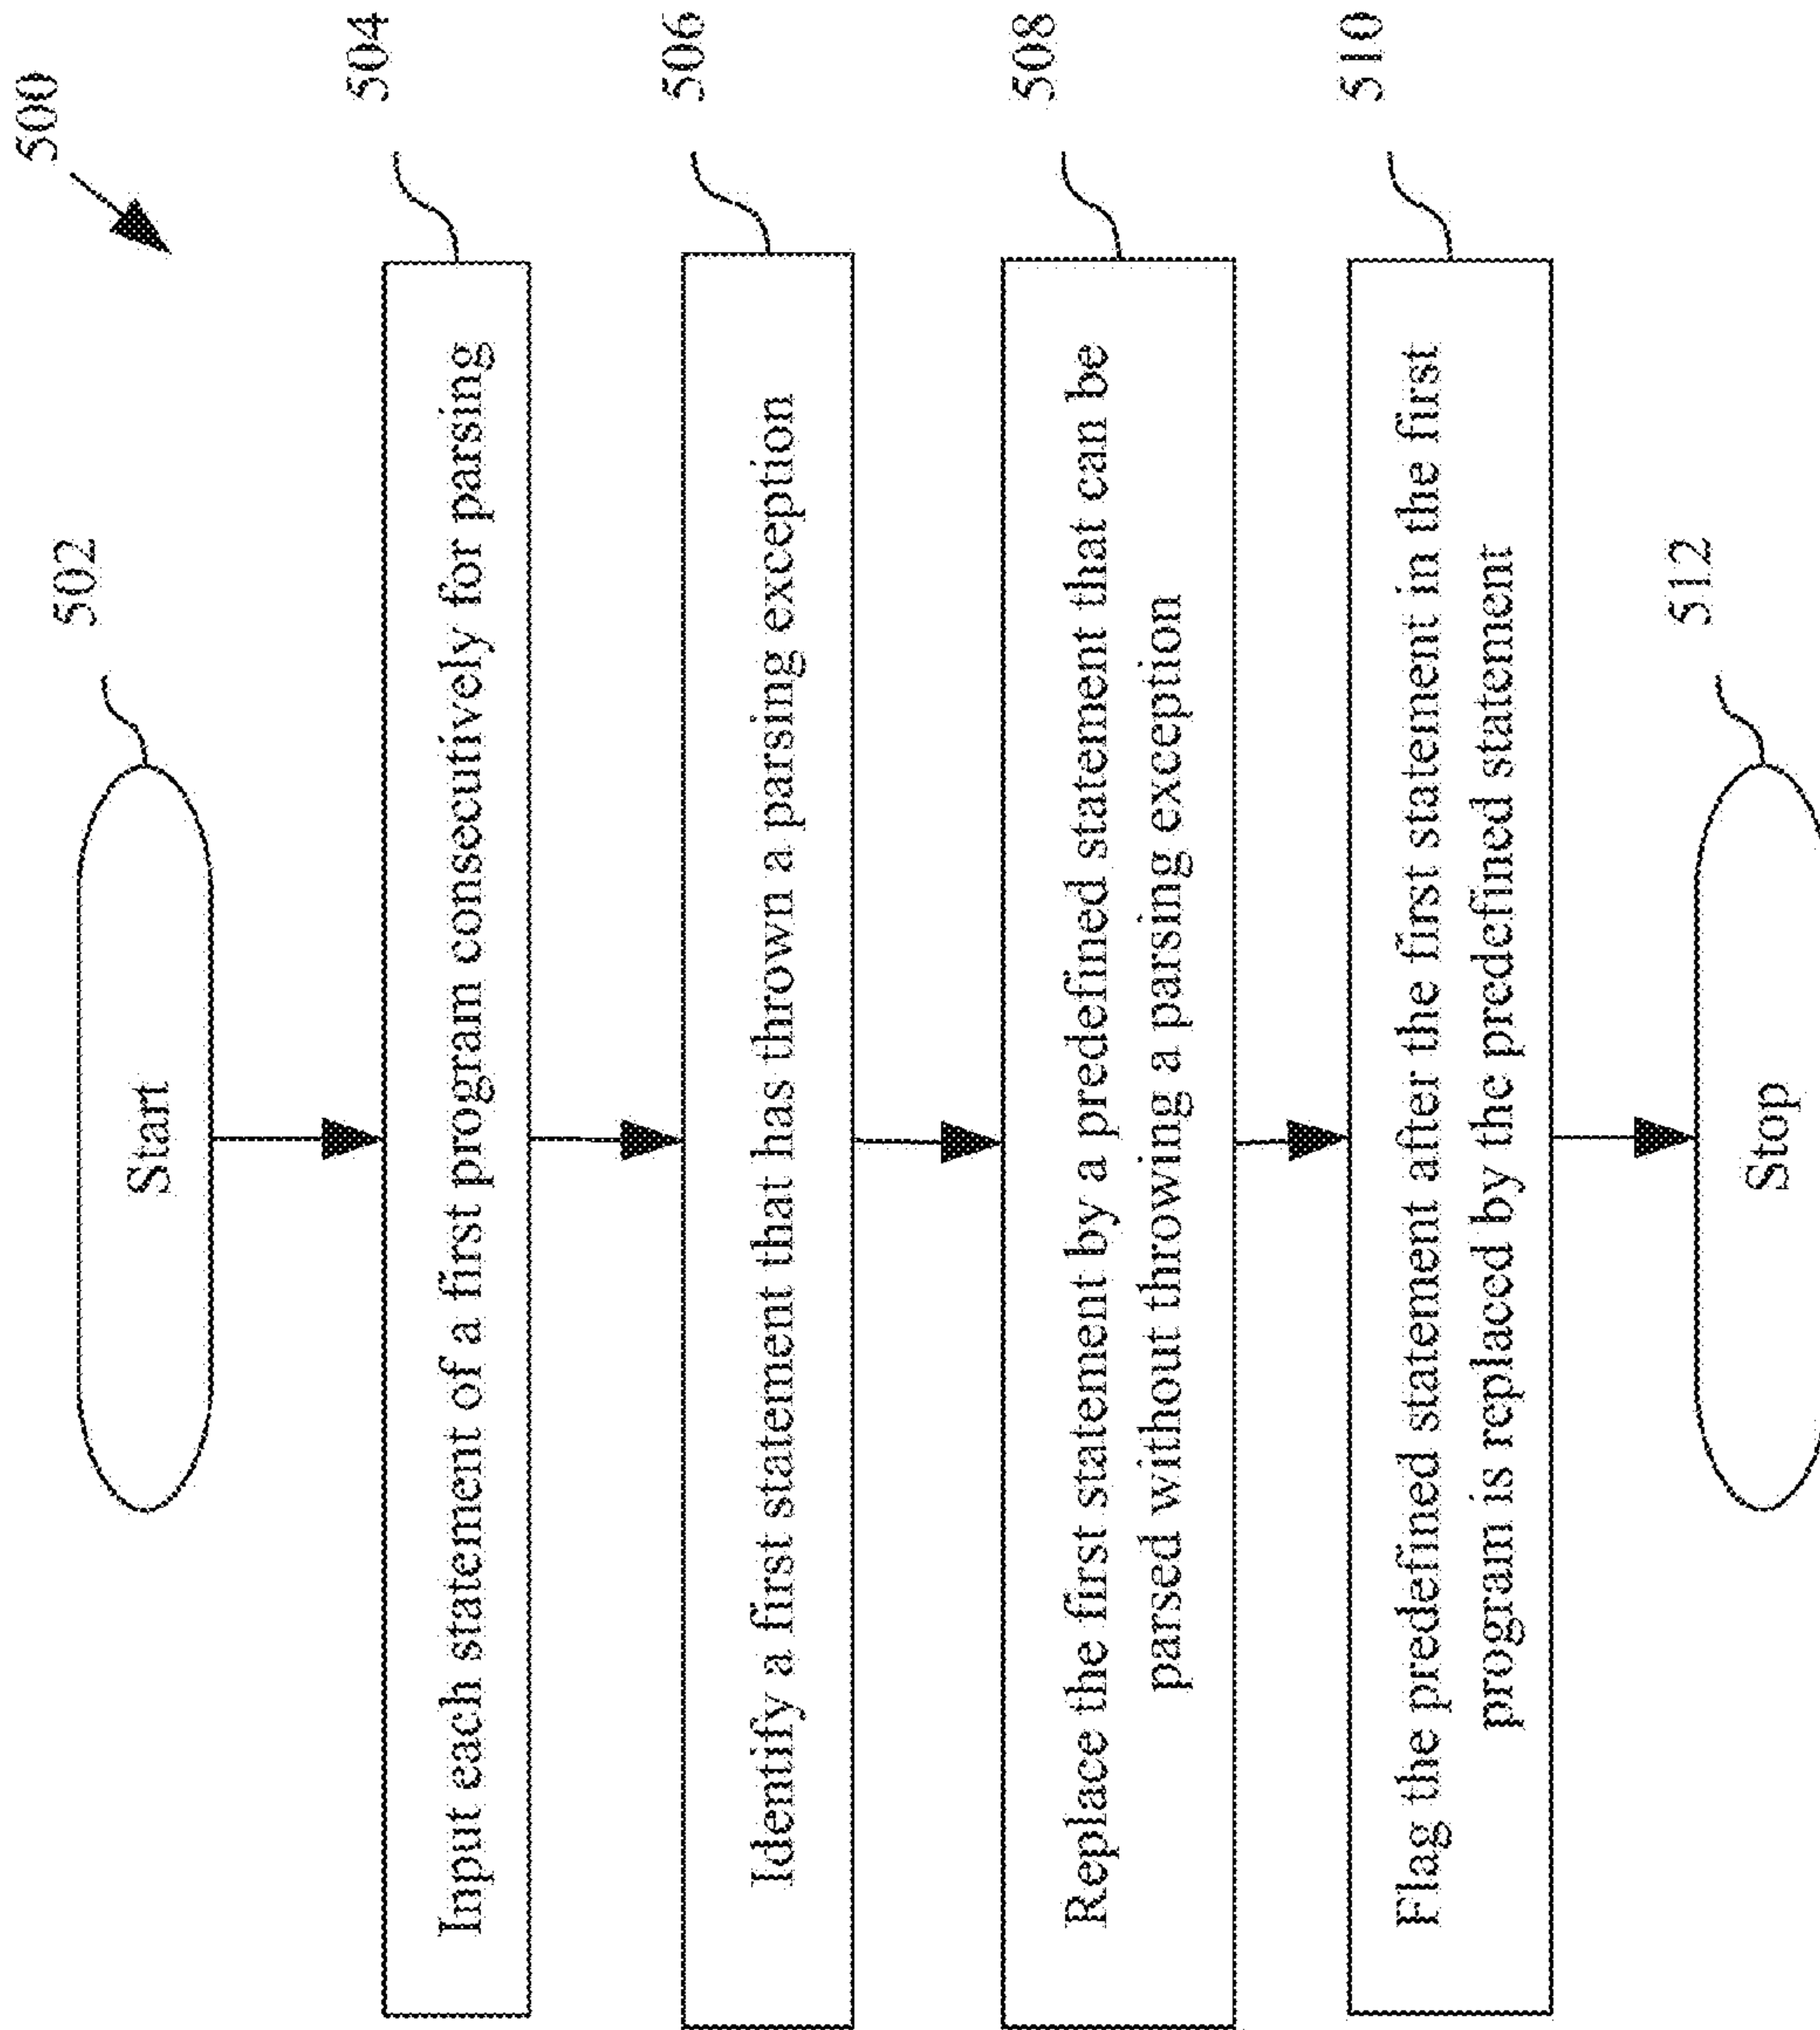 500
502
Start
504
Input each statement of a first program consecutively for parsing
506
Identify a first statement that has thrown a parsing exception
508
Replace the first statement by a predefined statement that can be
parsed without throwing a parsing exception
510
Flag the predefined statement after the first statement in the first
program is replaced by the predefined statement
512
Stop